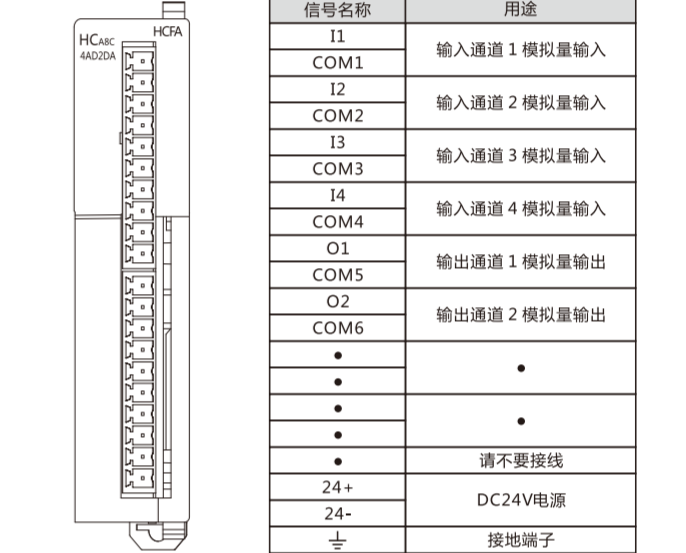 HCFA
HCA8C
4AD2DA
信号名称 用途
I1
COM1
输入通道 1 模拟量输入
I2
COM2
输入通道 2 模拟量输入
I3
COM3
输入通道 3 模拟量输入
I4
COM4
输入通道 4 模拟量输入
O1
COM5
输出通道 1 模拟量输出
O2
COM6
输出通道 2 模拟量输出
●
●
●
●
●
●
● 请不要接线
24+
24-
DC24V电源
⏚ 接地端子